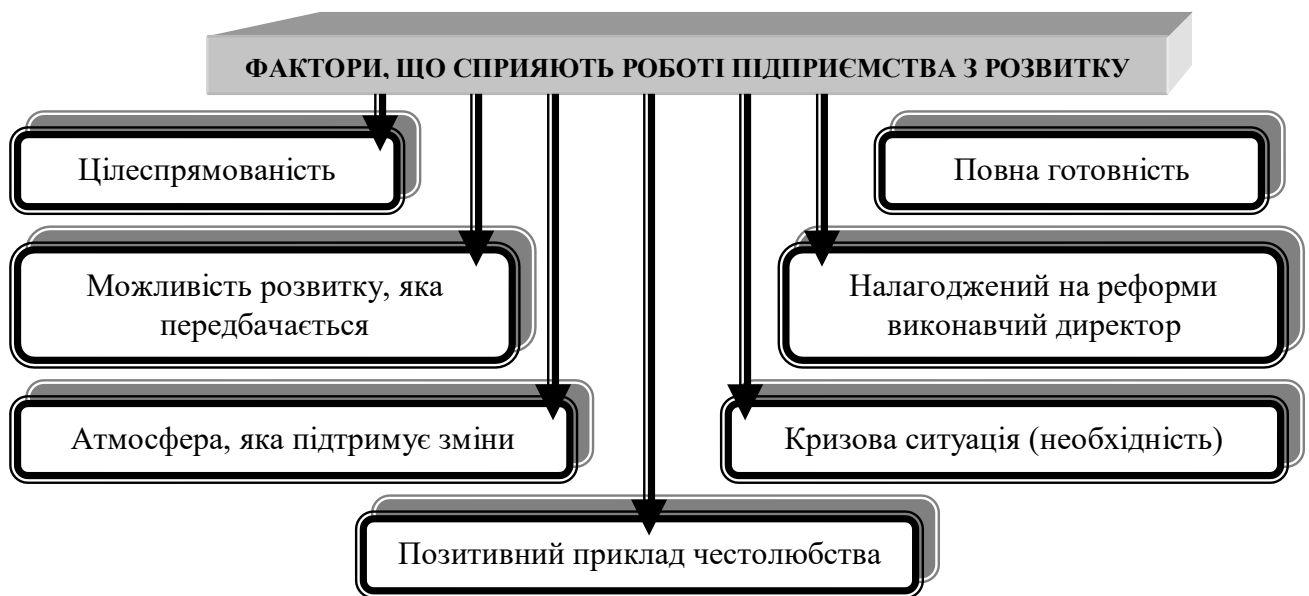 ФАКТОРИ, ЩО СПРИЯЮТЬ РОБОТІ ПІДПРИЄМСТВА З РОЗВИТКУ
Цілеспрямованість
Повна готовність
Можливість розвитку, яка
передбачається
Налагоджений на реформи
виконавчий директор
Атмосфера, яка підтримує зміни
Кризова ситуація (необхідність)
Позитивний приклад честолюбства